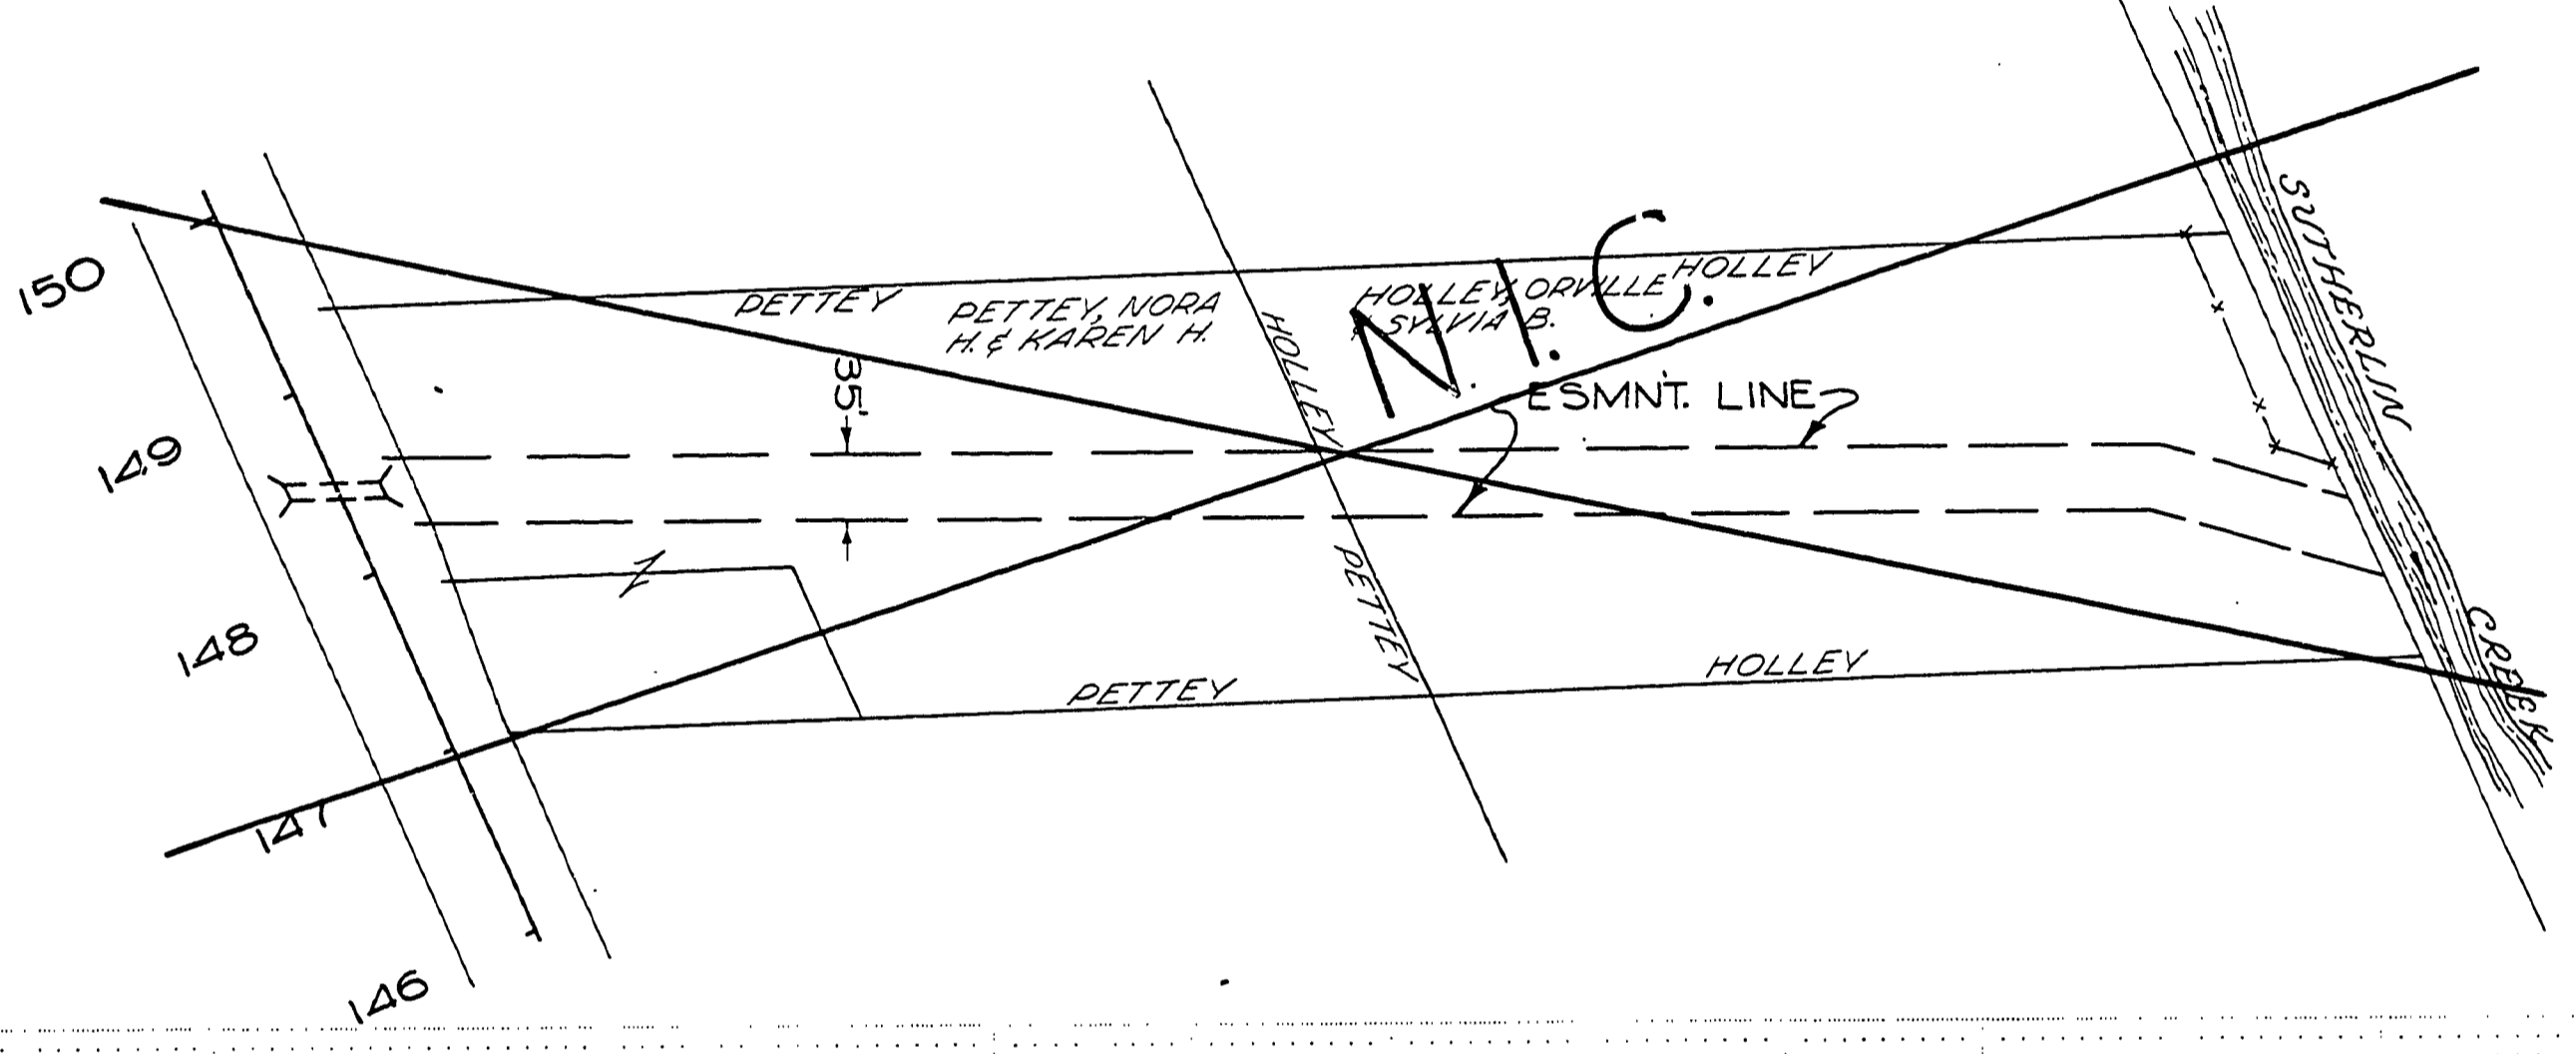 150
149
148
147
146
PETTEY
PETTEY, NORA
H. & KAREN H.
35'
HOLLEY
PETTEY
HOLLEY, ORVILLE
& SYLVIA B.
HOLLEY
N.I.C.
ESMN'T. LINE
PETTEY
HOLLEY
SUTHERLIN
CREEK